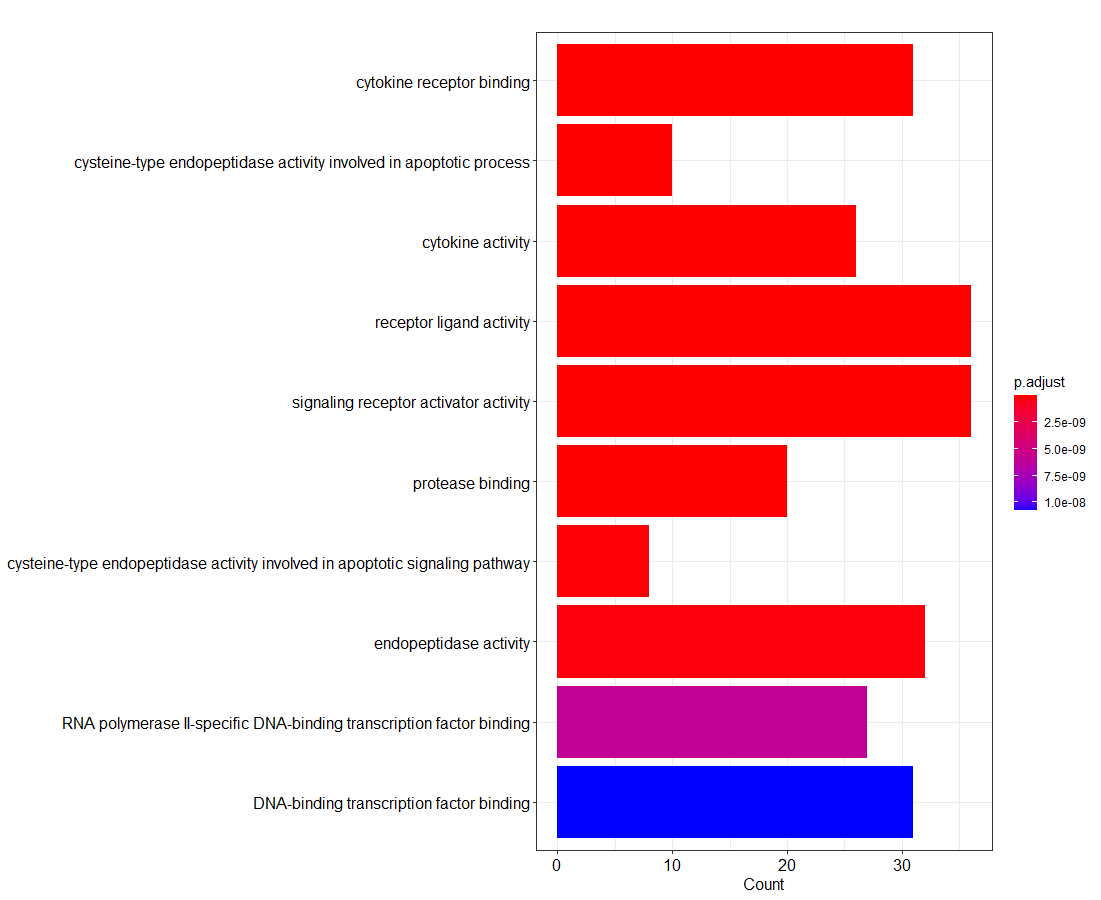 cytokine receptor binding
cysteine-type endopeptidase activity involved in apoptotic process
cytokine activity
receptor ligand activity
signaling receptor activator activity
protease binding
cysteine-type endopeptidase activity involved in apoptotic signaling pathway
endopeptidase activity
RNA polymerase II-specific DNA-binding transcription factor binding
DNA-binding transcription factor binding
0 10 20 30
Count
p.adjust
2.5e-09
5.0e-09
7.5e-09
1.0e-08